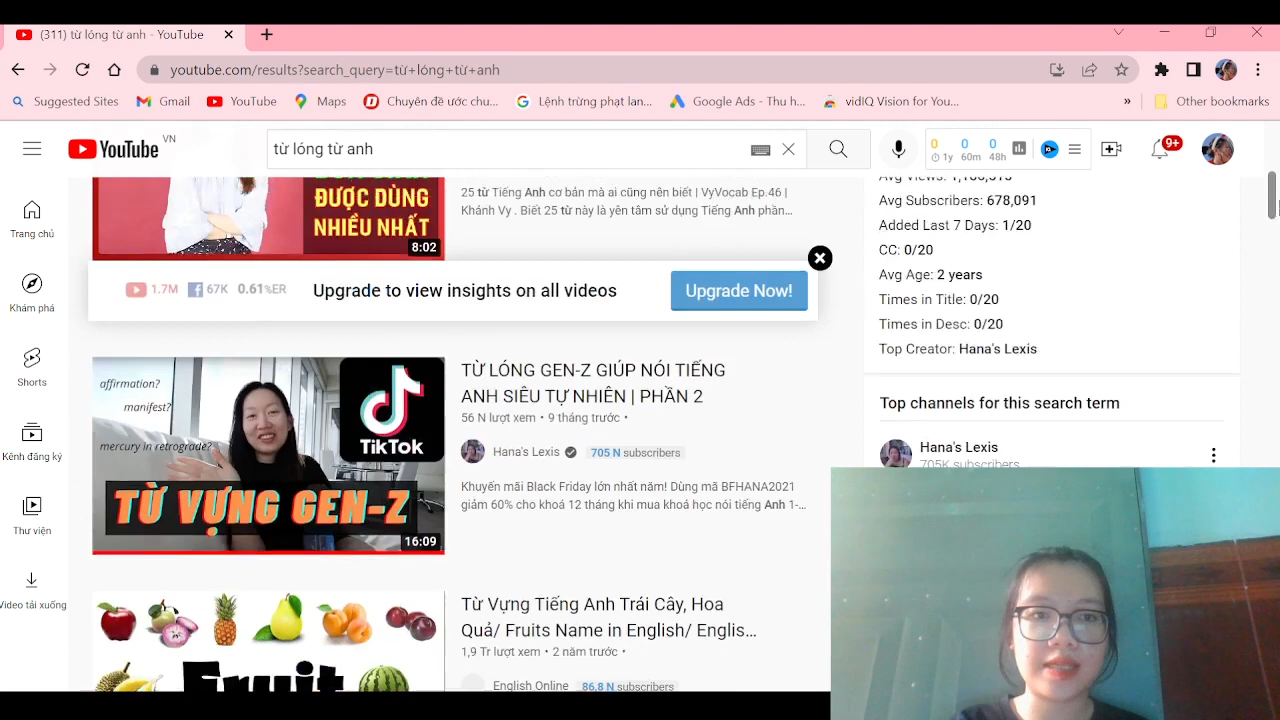 (311) từ lóng từ anh - YouTube
youtube.com/results?search_query=từ+lóng+từ+anh
Suggested Sites
Gmail
YouTube
Maps
Chuyên đề ước chu...
Lệnh trừng phạt lan...
Google Ads - Thu h...
vidIQ Vision for You...
»
Other bookmarks
YouTube VN
từ lóng từ anh
0 0 0
1y 60m 48h
9+
Trang chủ
Khám phá
Shorts
Kênh đăng ký
Thư viện
Video tải xuống
ĐƯỢC DÙNG
NHIỀU NHẤT
8:02
25 từ Tiếng Anh cơ bản mà ai cũng nên biết | VyVocab Ep.46 |
Khánh Vy . Biết 25 từ này là yên tâm sử dụng Tiếng Anh phần...
1.7M 67K 0.61%ER
Upgrade to view insights on all videos
Upgrade Now!
affirmation?
manifest?
mercury in retrograde?
TikTok
TỪ VỰNG GEN-Z
16:09
TỪ LÓNG GEN-Z GIÚP NÓI TIẾNG
ANH SIÊU TỰ NHIÊN | PHẦN 2
56 N lượt xem • 9 tháng trước •
Hana's Lexis 705 N subscribers
Khuyến mãi Black Friday lớn nhất năm! Dùng mã BFHANA2021
giảm 60% cho khoá 12 tháng khi mua khoá học nói tiếng Anh 1-...
Fruit
Từ Vựng Tiếng Anh Trái Cây, Hoa
Quả/ Fruits Name in English/ Englis...
1,9 Tr lượt xem • 2 năm trước •
English Online 86,8 N subscribers
Avg Subscribers: 678,091
Added Last 7 Days: 1/20
CC: 0/20
Avg Age: 2 years
Times in Title: 0/20
Times in Desc: 0/20
Top Creator: Hana's Lexis
Top channels for this search term
Hana's Lexis
705K subscribers